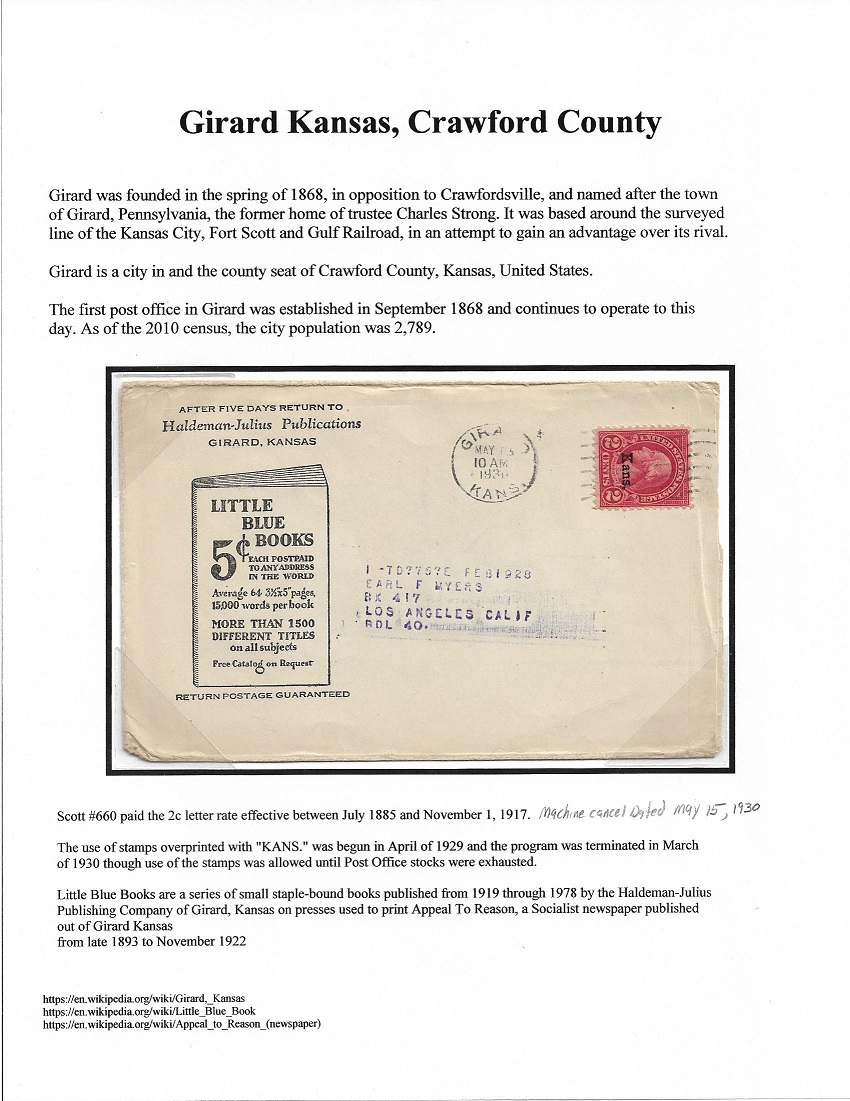 Girard Kansas, Crawford County
Girard was founded in the spring of 1868, in opposition to Crawfordsville, and named after the town
of Girard, Pennsylvania, the former home of trustee Charles Strong. It was based around the surveyed
line of the Kansas City, Fort Scott and Gulf Railroad, in an attempt to gain an advantage over its rival.
Girard is a city in and the county seat of Crawford County, Kansas, United States.
The first post office in Girard was established in September 1868 and continues to operate to this
day. As of the 2010 census, the city population was 2,789.
AFTER FIVE DAYS RETURN TO
Haldeman-Julius Publications
GIRARD, KANSAS
LITTLE
BLUE
BOOKS
5¢
EACH POSTPAID
TO ANY ADDRESS
IN THE WORLD
Average 64 3½x5" pages,
15,000 words per book
MORE THAN 1500
DIFFERENT TITLES
on all subjects
Free Catalog on Request
RETURN POSTAGE GUARANTEED
MAY
10 AM
KANS.
UNITED STATES POSTAGE
Kans.
2 CENTS 2
FEB1928
EARL F MYERS
BX 417
LOS ANGELES CALIF
RDL 40.
Scott #660 paid the 2c letter rate effective between July 1885 and November 1, 1917. Machine cancel Dated May 15, 1930
The use of stamps overprinted with "KANS." was begun in April of 1929 and the program was terminated in March
of 1930 though use of the stamps was allowed until Post Office stocks were exhausted.
Little Blue Books are a series of small staple-bound books published from 1919 through 1978 by the Haldeman-Julius
Publishing Company of Girard, Kansas on presses used to print Appeal To Reason, a Socialist newspaper published
out of Girard Kansas
from late 1893 to November 1922
https://en.wikipedia.org/wiki/Girard,_Kansas
https://en.wikipedia.org/wiki/Little_Blue_Book
https://en.wikipedia.org/wiki/Appeal_to_Reason_(newspaper)